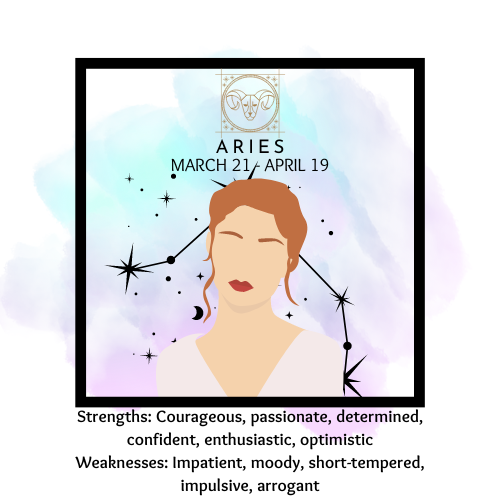 ARIES
MARCH 21 - APRIL 19
Strengths: Courageous, passionate, determined,
confident, enthusiastic, optimistic
Weaknesses: Impatient, moody, short-tempered,
impulsive, arrogant